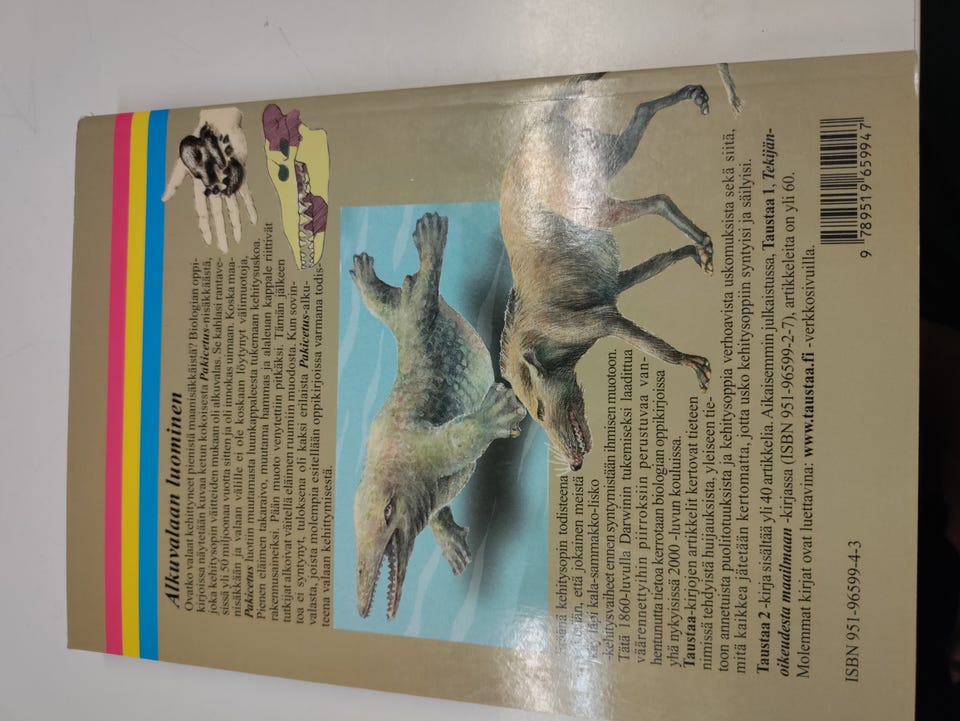 Alkuvalaan luominen
Ovatko valaat kehittyneet pienistä maanisäkkäistä? Biologian oppi-
kirjoissa näytetään kuvaa ketun kokoisesta Pakicetus-nisäkkäästä,
joka kehitysopin väitteiden mukaan oli alkuvalas. Se kahlasi rantave-
sissä yli 50 miljoonaa vuotta sitten ja oli innokas uimaan. Koska maa-
nisäkkään ja valaan välille ei ole koskaan löytynyt välimuotoja,
Pakicetus luotiin muutamasta luunkappaleesta tukemaan kehitysuskoa.
Pienen eläimen takaraivo, muutama hammas ja alaleuan kappale riittivät
rakennusaineiksi. Pään muoto venytettiin pitkäksi. Tämän jälkeen
tutkijat alkoivat väitellä eläimen ruumiin muodosta. Kun sovin-
toa ei syntynyt, tuloksena oli kaksi erilaista Pakicetus-alku-
valasta, joista molempia esitellään oppikirjoissa varmana todis-
teena valaan kehittymisestä.
kehitysopin todisteena
että jokainen meistä
läpi kala-sammakko-lisko
-kehitysvaiheet ennen syntymistään ihmisen muotoon.
Tätä 1860-luvulla Darwinin tukemiseksi laadittua
väärennettyihin piirroksiin perustuvaa van-
hentunutta tietoa kerrotaan biologian oppikirjoissa
yhä nykyisissä 2000 -luvun kouluissa.
Taustaa-kirjojen artikkelit kertovat tieteen
nimissä tehdyistä huijauksista, yleiseen tie-
toon annetuista puolitotuuksista ja kehitysoppia verhoavista uskomuksista sekä siitä,
mitä kaikkea jätetään kertomatta, jotta usko kehitysoppiin syntyisi ja säilyisi.
Taustaa 2 -kirja sisältää yli 40 artikkelia. Aikaisemmin julkaistussa, Taustaa 1, Tekijän-
oikeudesta maailmaan -kirjassa (ISBN 951-96599-2-7), artikkeleita on yli 60.
Molemmat kirjat ovat luettavina: www.taustaa.fi -verkkosivuilla.
ISBN 951-96599-4-3
9 789519 659947